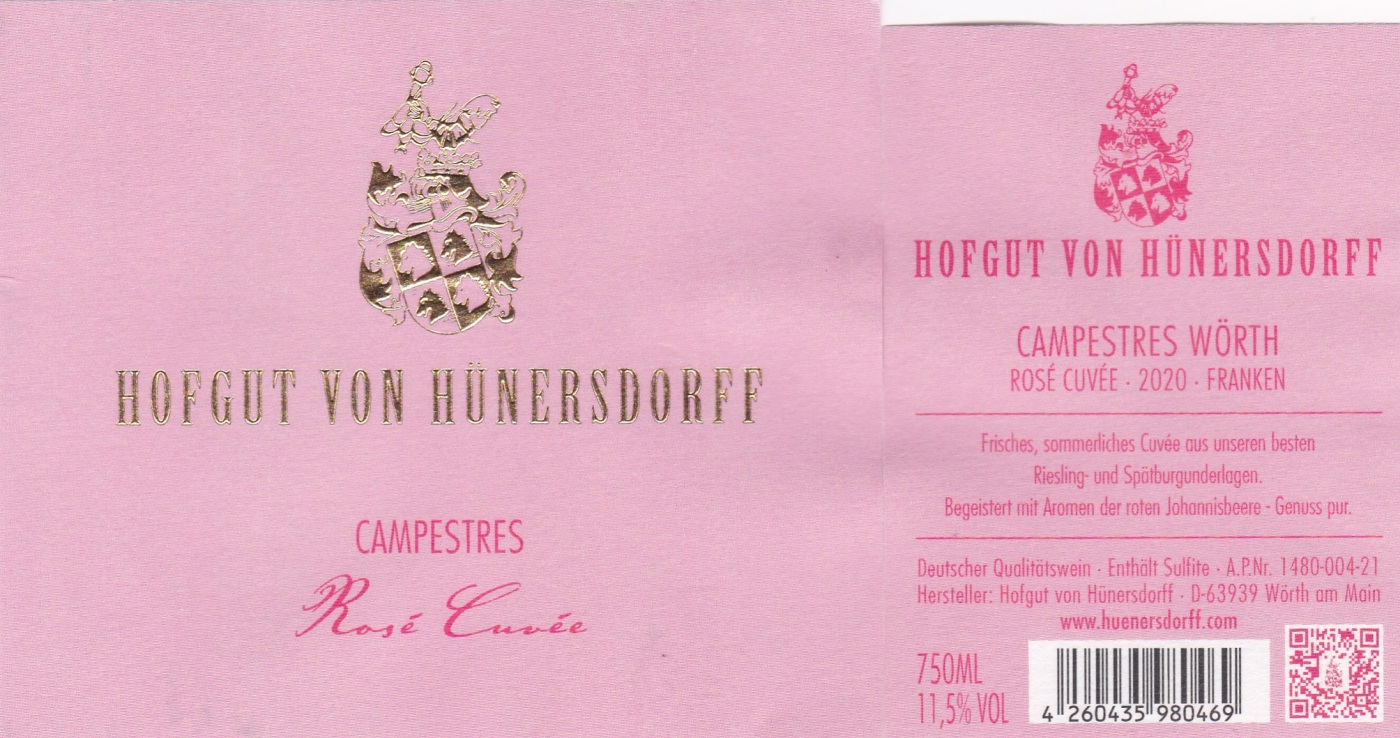 HOFGUT VON HÜNERSDORFF
CAMPESTRES
Rosé Cuvée
HOFGUT VON HÜNERSDORFF
CAMPESTRES WÖRTH
ROSÉ CUVÉE · 2020 · FRANKEN
Frisches, sommerliches Cuvée aus unseren besten
Riesling- und Spätburgunderlagen.
Begeistert mit Aromen der roten Johannisbeere - Genuss pur.
Deutscher Qualitätswein · Enthält Sulfite · A.P.Nr. 1480-004-21
Hersteller: Hofgut von Hünersdorff · D-63939 Wörth am Main
www.huenersdorff.com
750ML
11,5% VOL
4 260435 980469